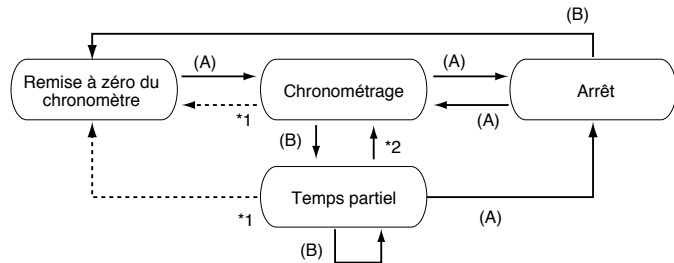 (B)
Remise à zéro du
chronomètre
(A)
Chronométrage
(A)
Arrêt
*1
(A)
(B)
*2
Temps partiel
*1
(A)
(B)